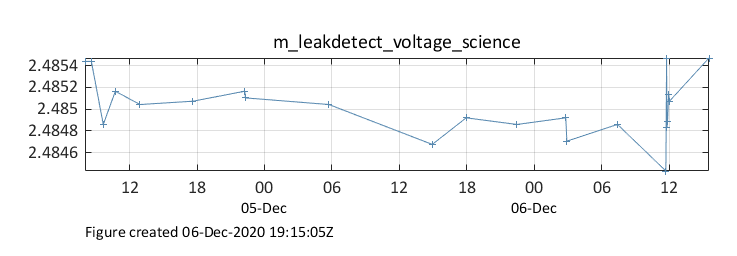 m_leakdetect_voltage_science
2.4854
2.4852
2.485
2.4848
2.4846
12 18 00 06 12 18 00 06 12
05-Dec 06-Dec
Figure created 06-Dec-2020 19:15:05Z